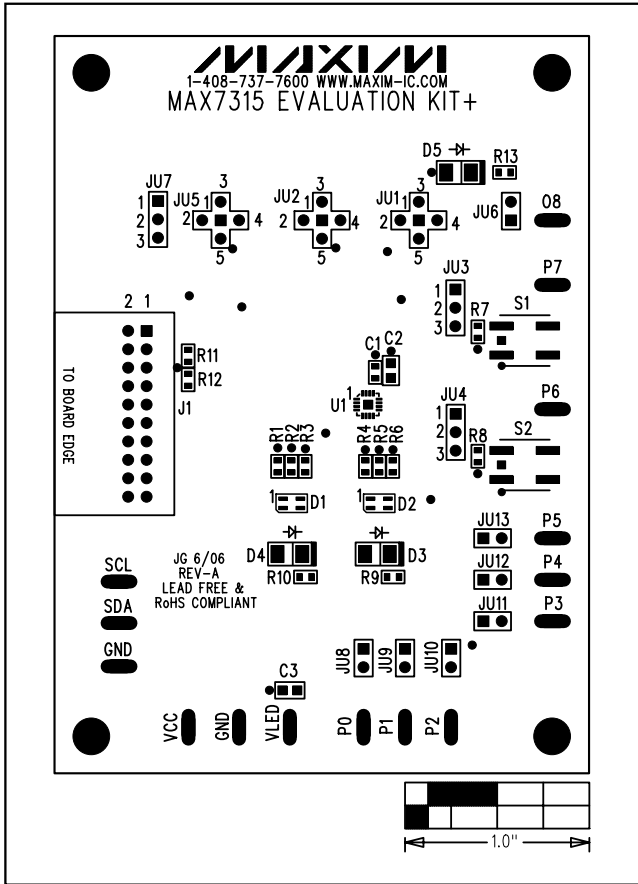 MAXIM
1-408-737-7600 WWW.MAXIM-IC.COM
MAX7315 EVALUATION KIT+
D5
R13
JU7
1
2
3
JU5
3
1
2
4
5
JU2
3
1
2
4
5
JU1
3
1
2
4
5
JU6
O8
P7
JU3
1
2
3
R7
S1
2 1
R11
R12
J1
TO BOARD EDGE
C1
C2
1
U1
P6
JU4
1
2
3
R8
S2
R1
R2
R3
R4
R5
R6
1
D1
1
D2
JU13
P5
D4
D3
R10
R9
JU12
P4
JU11
P3
SCL
SDA
GND
JG 6/06
REV-A
LEAD FREE &
RoHS COMPLIANT
JU8
JU9
JU10
C3
VCC
GND
VLED
P0
P1
P2
1.0"